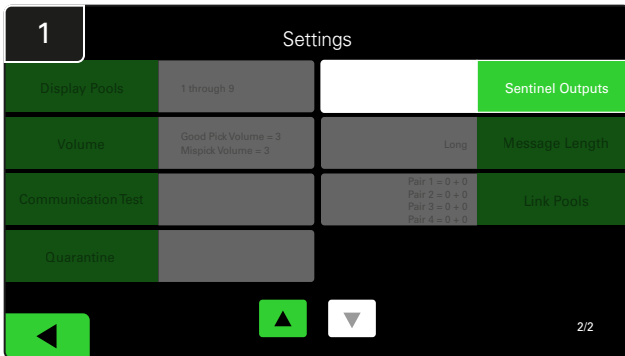 1
Settings
Display Pools
1 through 9
Sentinel Outputs
Volume
Good Pick Volume = 3
Mispick Volume = 3
Long
Message Length
Communication Test
Pair 1 = 0 + 0
Pair 2 = 0 + 0
Pair 3 = 0 + 0
Pair 4 = 0 + 0
Link Pools
Quarantine
2/2